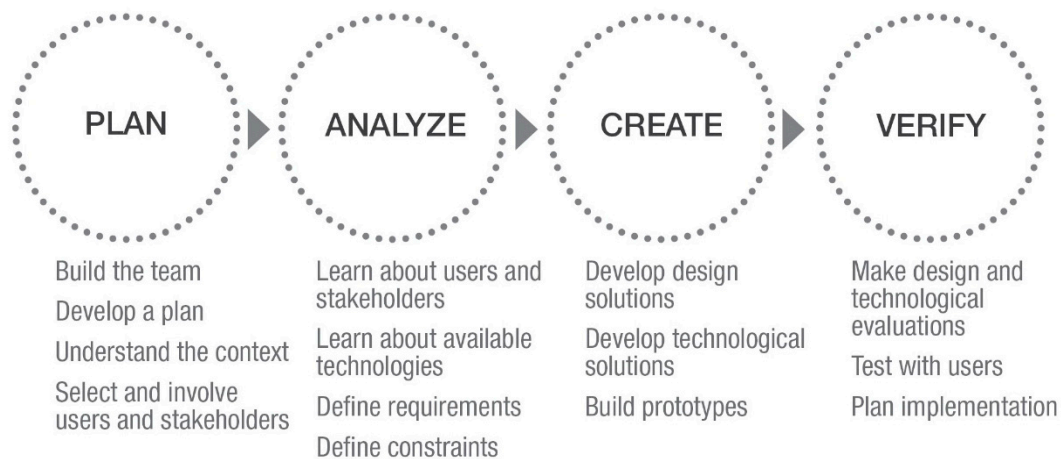 PLAN
Build the team
Develop a plan
Understand the context
Select and involve
users and stakeholders
ANALYZE
Learn about users and
stakeholders
Learn about available
technologies
Define requirements
Define constraints
CREATE
Develop design
solutions
Develop technological
solutions
Build prototypes
VERIFY
Make design and
technological
evaluations
Test with users
Plan implementation